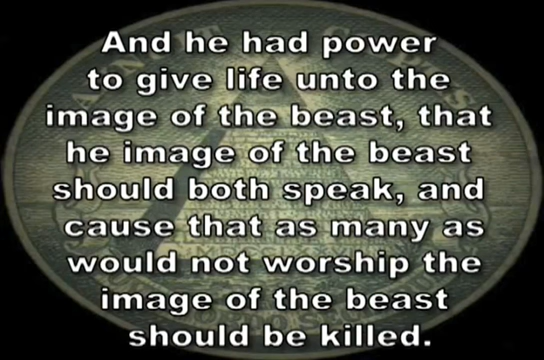 And he had power
to give life unto the
image of the beast, that
he image of the beast
should both speak, and
cause that as many as
would not worship the
image of the beast
should be killed.